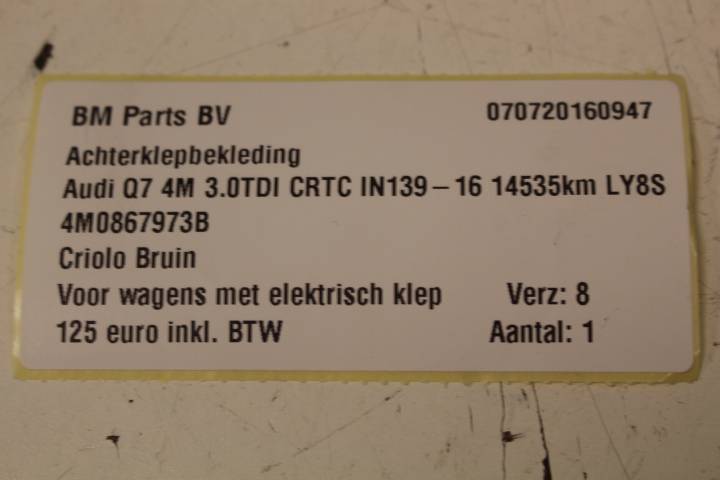 BM Parts BV 070720160947
Achterklepbekleding
Audi Q7 4M 3.0TDI CRTC IN139-16 14535km LY8S
4M0867973B
Criolo Bruin
Voor wagens met elektrisch klep Verz: 8
125 euro inkl. BTW Aantal: 1